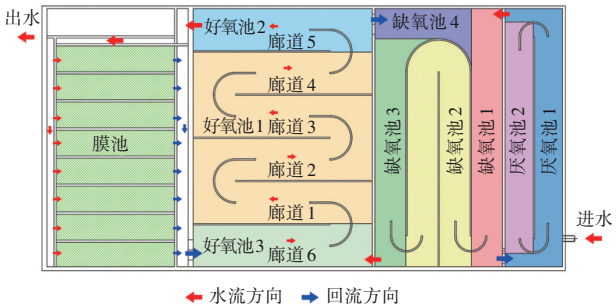 出水
好氧池2
廊道5
缺氧池4
廊道4
好氧池1
廊道3
膜池
廊道2
廊道1
好氧池3
廊道6
缺氧池3
缺氧池2
缺氧池1
厌氧池2
厌氧池1
进水
水流方向
回流方向